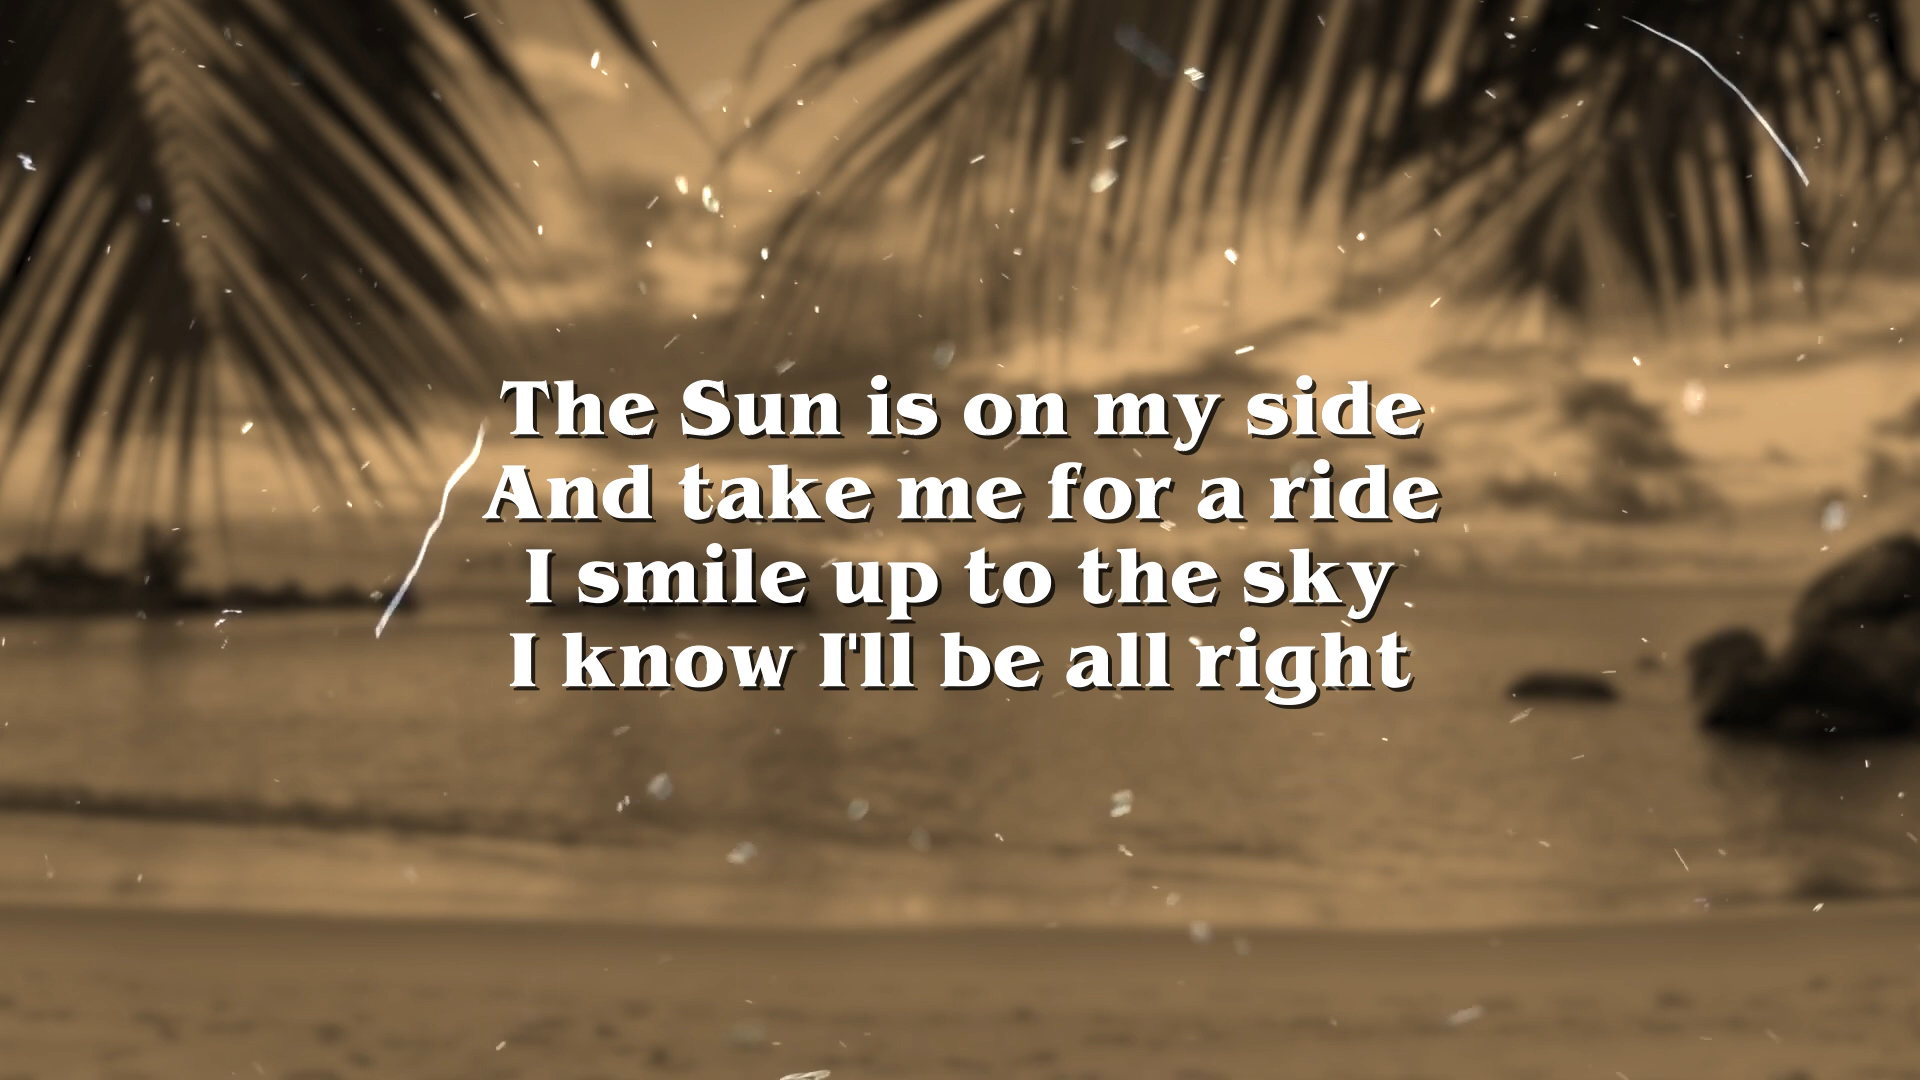 The Sun is on my side
And take me for a ride
I smile up to the sky
I know I'll be all right